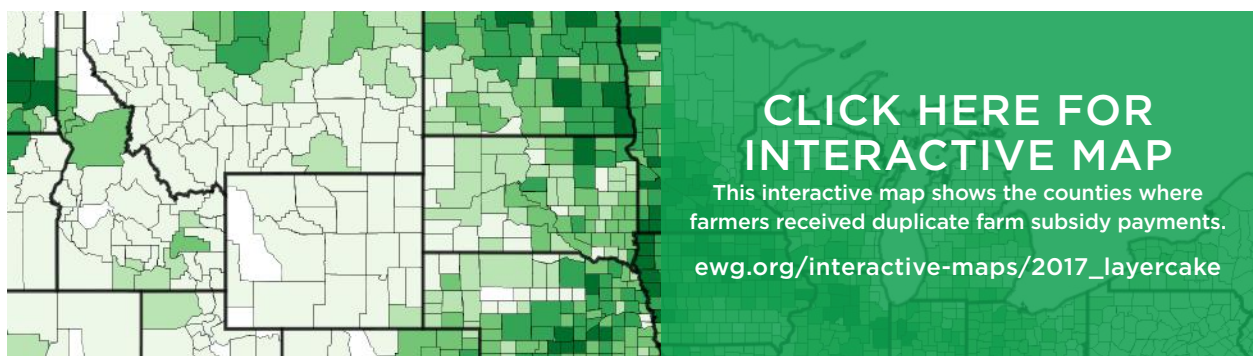 CLICK HERE FOR
INTERACTIVE MAP
This interactive map shows the counties where
farmers received duplicate farm subsidy payments.
ewg.org/interactive-maps/2017_layercake